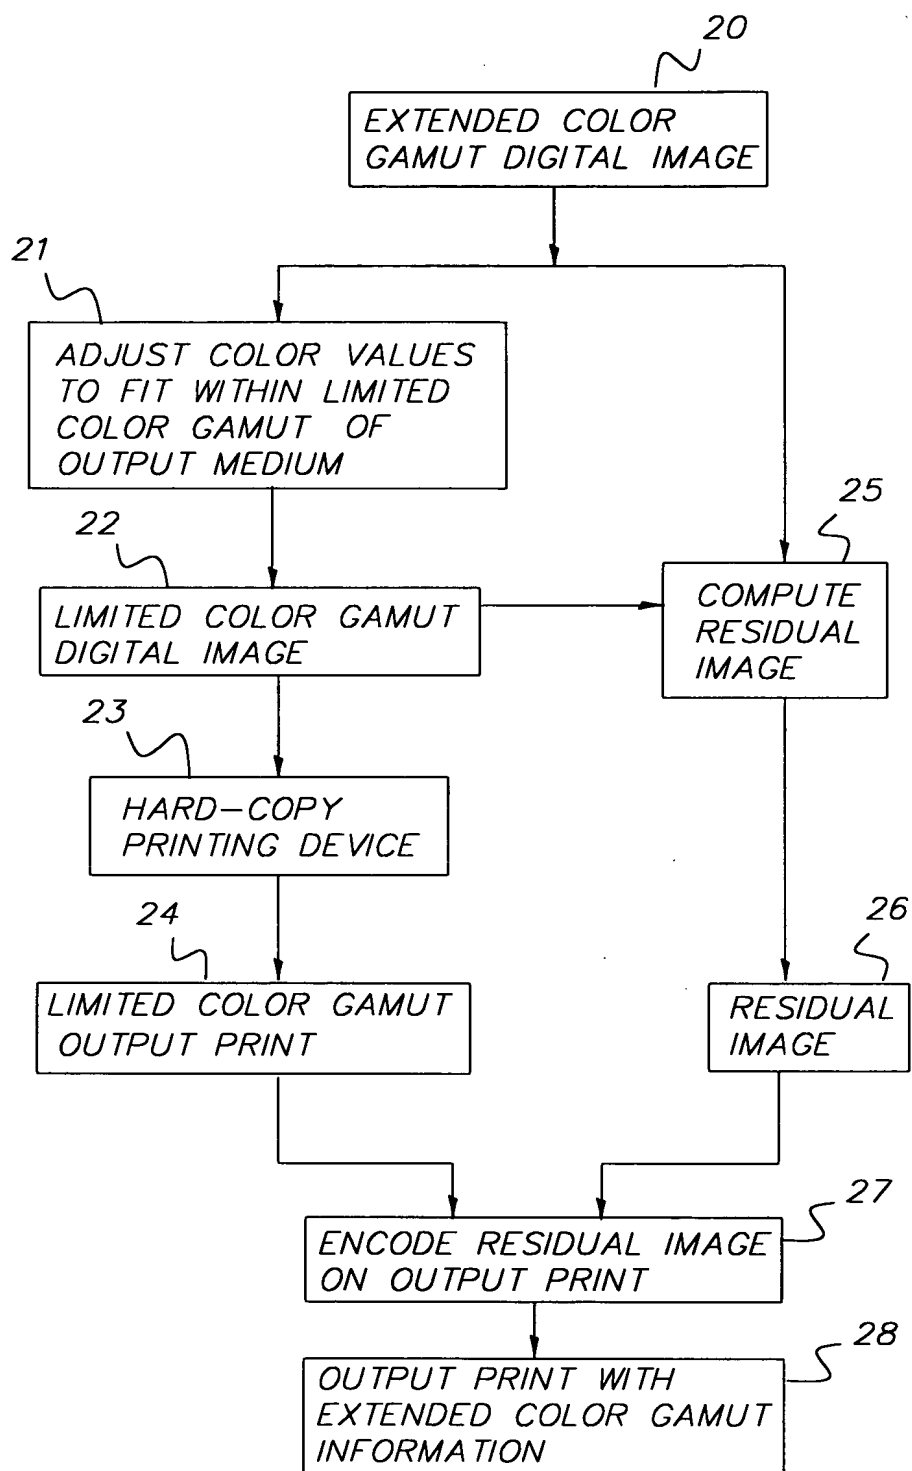 20
EXTENDED COLOR
GAMUT DIGITAL IMAGE
21
ADJUST COLOR VALUES
TO FIT WITHIN LIMITED
COLOR GAMUT OF
OUTPUT MEDIUM
22
LIMITED COLOR GAMUT
DIGITAL IMAGE
25
COMPUTE
RESIDUAL
IMAGE
23
HARD-COPY
PRINTING DEVICE
24
LIMITED COLOR GAMUT
OUTPUT PRINT
26
RESIDUAL
IMAGE
27
ENCODE RESIDUAL IMAGE
ON OUTPUT PRINT
28
OUTPUT PRINT WITH
EXTENDED COLOR GAMUT
INFORMATION